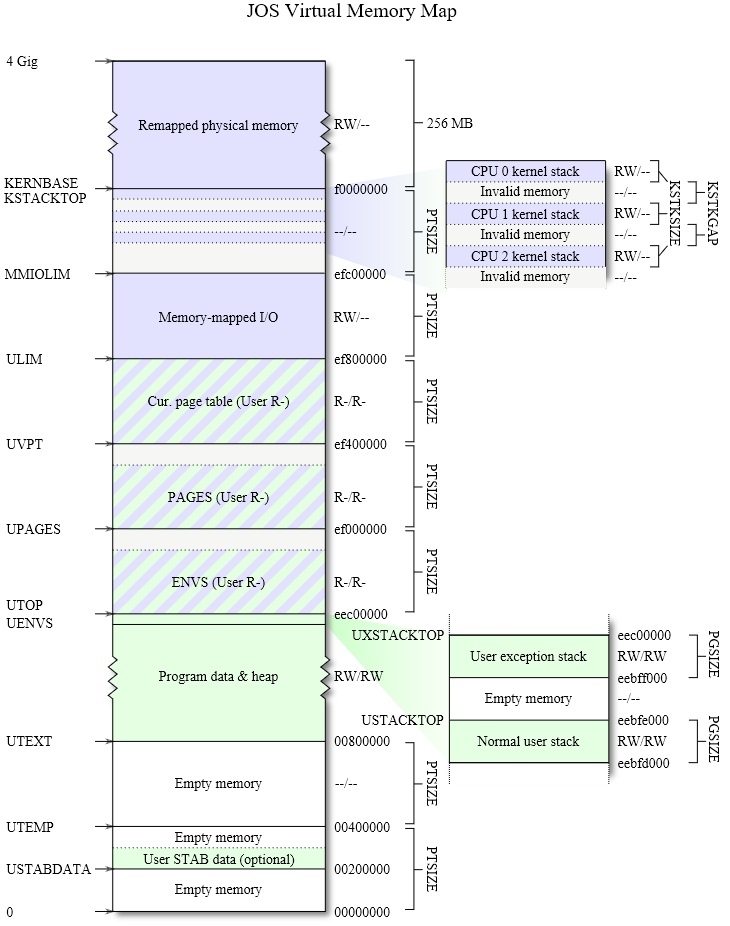 JOS Virtual Memory Map
4 Gig
Remapped physical memory
RW/--
256 MB
KERNBASE
KSTACKTOP
f0000000
--/--
PTSIZE
CPU 0 kernel stack
RW/--
Invalid memory
--/--
CPU 1 kernel stack
RW/--
Invalid memory
--/--
CPU 2 kernel stack
RW/--
Invalid memory
--/--
KSTKSIZE
KSTKGAP
MMIOLIM
efc00000
Memory-mapped I/O
RW/--
PTSIZE
ULIM
ef800000
Cur. page table (User R-)
R-/R-
PTSIZE
UVPT
ef400000
PAGES (User R-)
R-/R-
PTSIZE
UPAGES
ef000000
ENVS (User R-)
R-/R-
PTSIZE
UTOP
UENVS
eec00000
Program data & heap
RW/RW
UXSTACKTOP
eec00000
User exception stack
RW/RW
PGSIZE
eebff000
Empty memory
--/--
USTACKTOP
eebfe000
Normal user stack
RW/RW
PGSIZE
eebfd000
UTEXT
00800000
Empty memory
--/--
PTSIZE
UTEMP
00400000
Empty memory
User STAB data (optional)
PTSIZE
USTABDATA
00200000
Empty memory
0
00000000